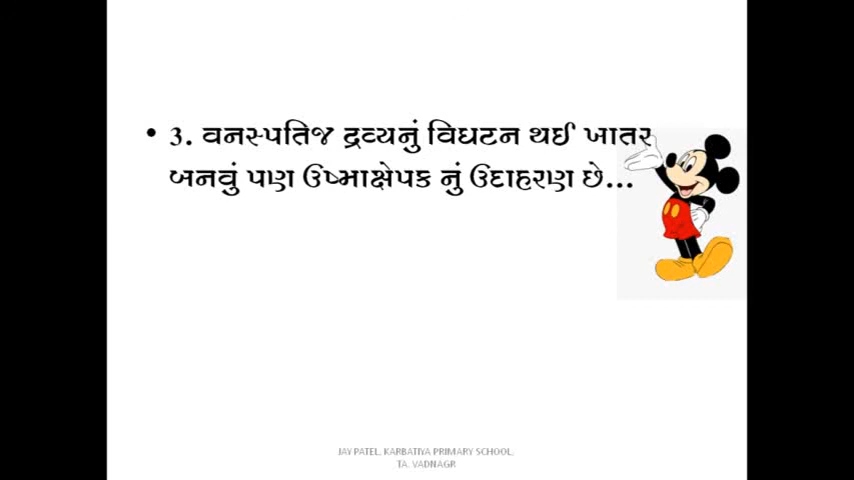 • 3. વનસ્પતિજ દ્રવ્યનું વિઘટન થઈ ખાતર
બનવું પણ ઉષ્માક્ષેપક નું ઉદાહરણ છે...
JAY PATEL, KARBATIYA PRIMARY SCHOOL,
TA. VADNAGR